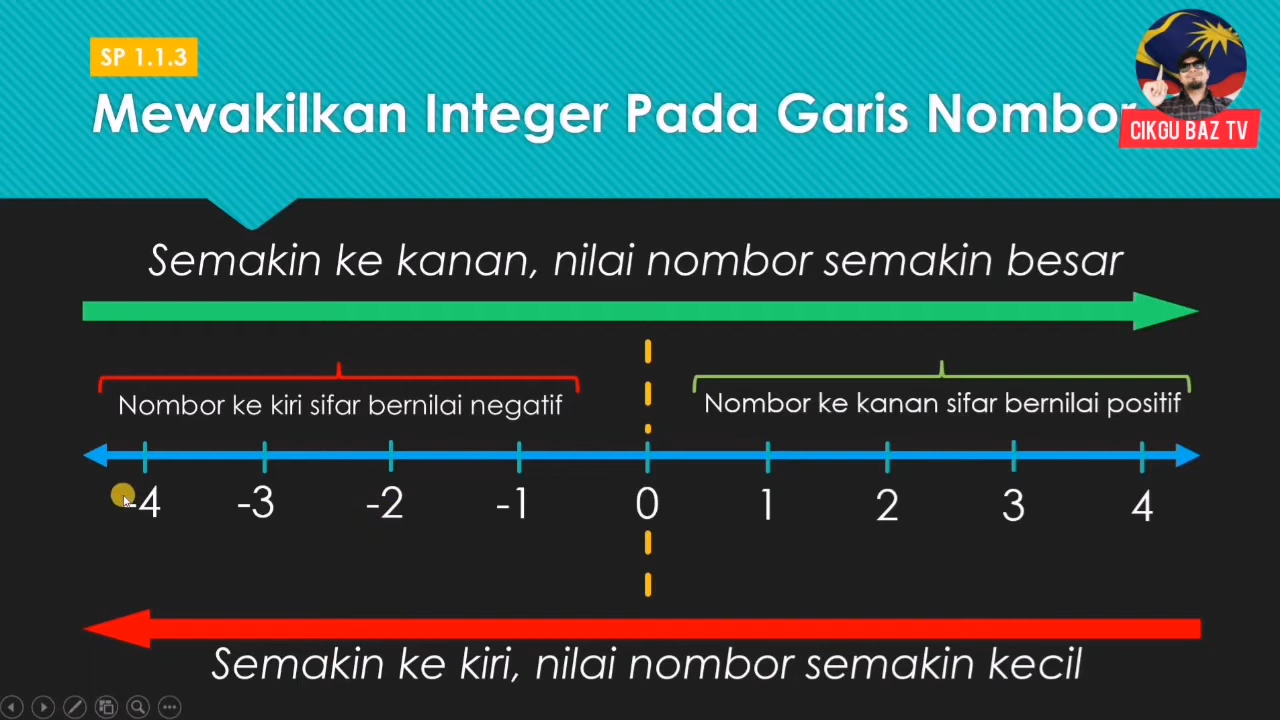 SP 1.1.3
Mewakilkan Integer Pada Garis Nombor
CIKGU BAZ TV
Semakin ke kanan, nilai nombor semakin besar
Nombor ke kiri sifar bernilai negatif
Nombor ke kanan sifar bernilai positif
-4 -3 -2 -1 0 1 2 3 4
Semakin ke kiri, nilai nombor semakin kecil